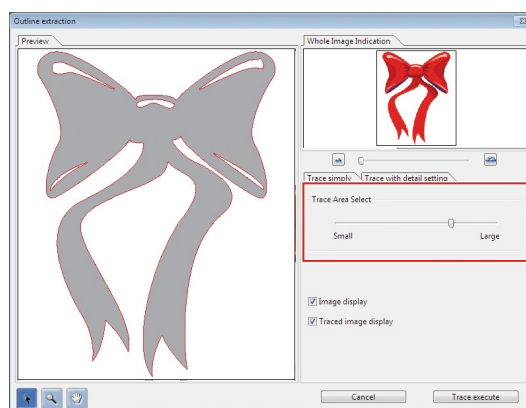 Outline extraction
Preview
Whole Image Indication
Trace simply
Trace with detail setting
Trace Area Select
Small
Large
Image display
Traced image display
Cancel
Trace execute